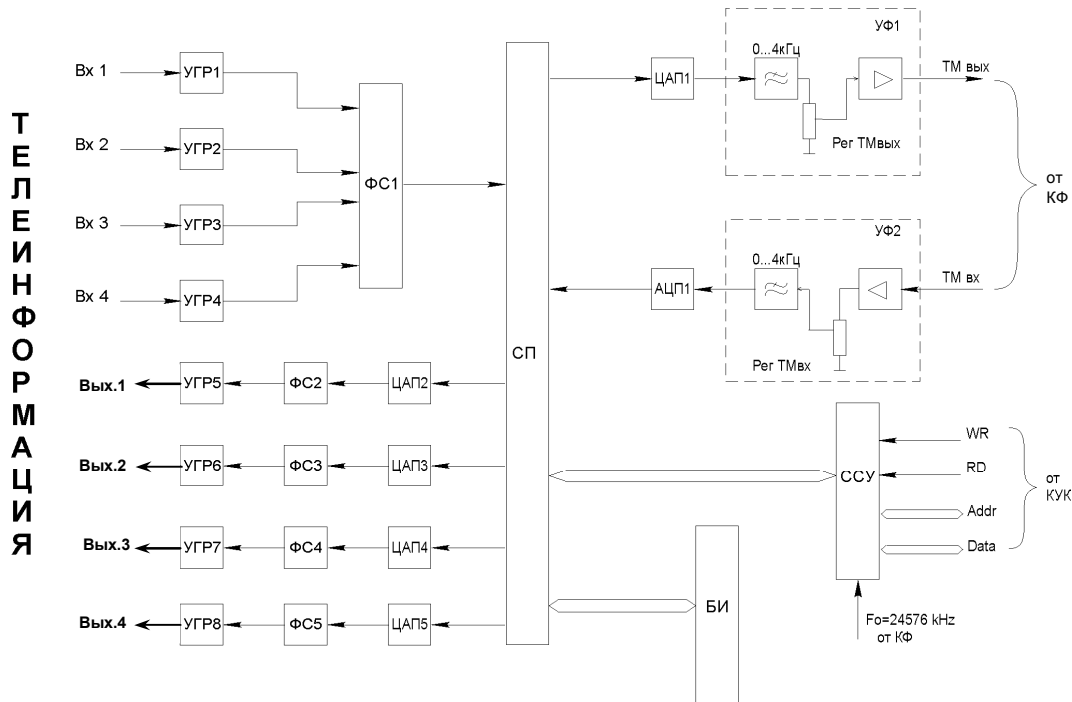 ТЕЛЕИНФОРМАЦИЯ
Вх 1
УГР1
Вх 2
УГР2
Вх 3
УГР3
Вх 4
УГР4
ФС1
СП
ЦАП1
УФ1
0...4кГц
Рег ТМвых
ТМ вых
от
КФ
АЦП1
УФ2
0...4кГц
Рег ТМвх
ТМ вх
Вых.1
УГР5
ФС2
ЦАП2
Вых.2
УГР6
ФС3
ЦАП3
Вых.3
УГР7
ФС4
ЦАП4
Вых.4
УГР8
ФС5
ЦАП5
ССУ
WR
RD
Addr
Data
от
КУК
БИ
Fo=24576 kHz
от КФ